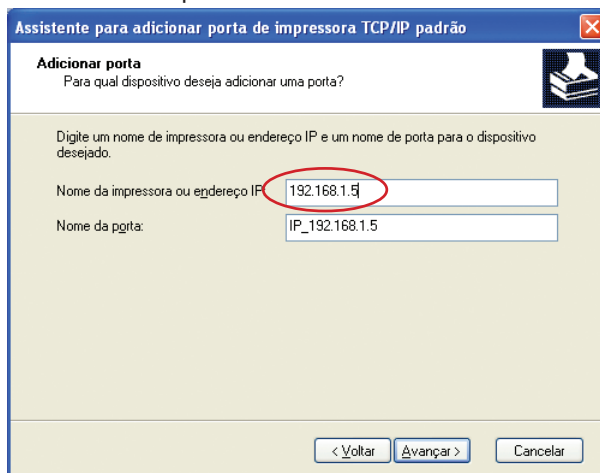 Assistente para adicionar porta de impressora TCP/IP padrão
Adicionar porta
Para qual dispositivo deseja adicionar uma porta?
Digite um nome de impressora ou endereço IP e um nome de porta para o dispositivo
desejado.
Nome da impressora ou endereço IP 192.168.1.5
Nome da porta: IP_192.168.1.5
< Voltar Avançar > Cancelar